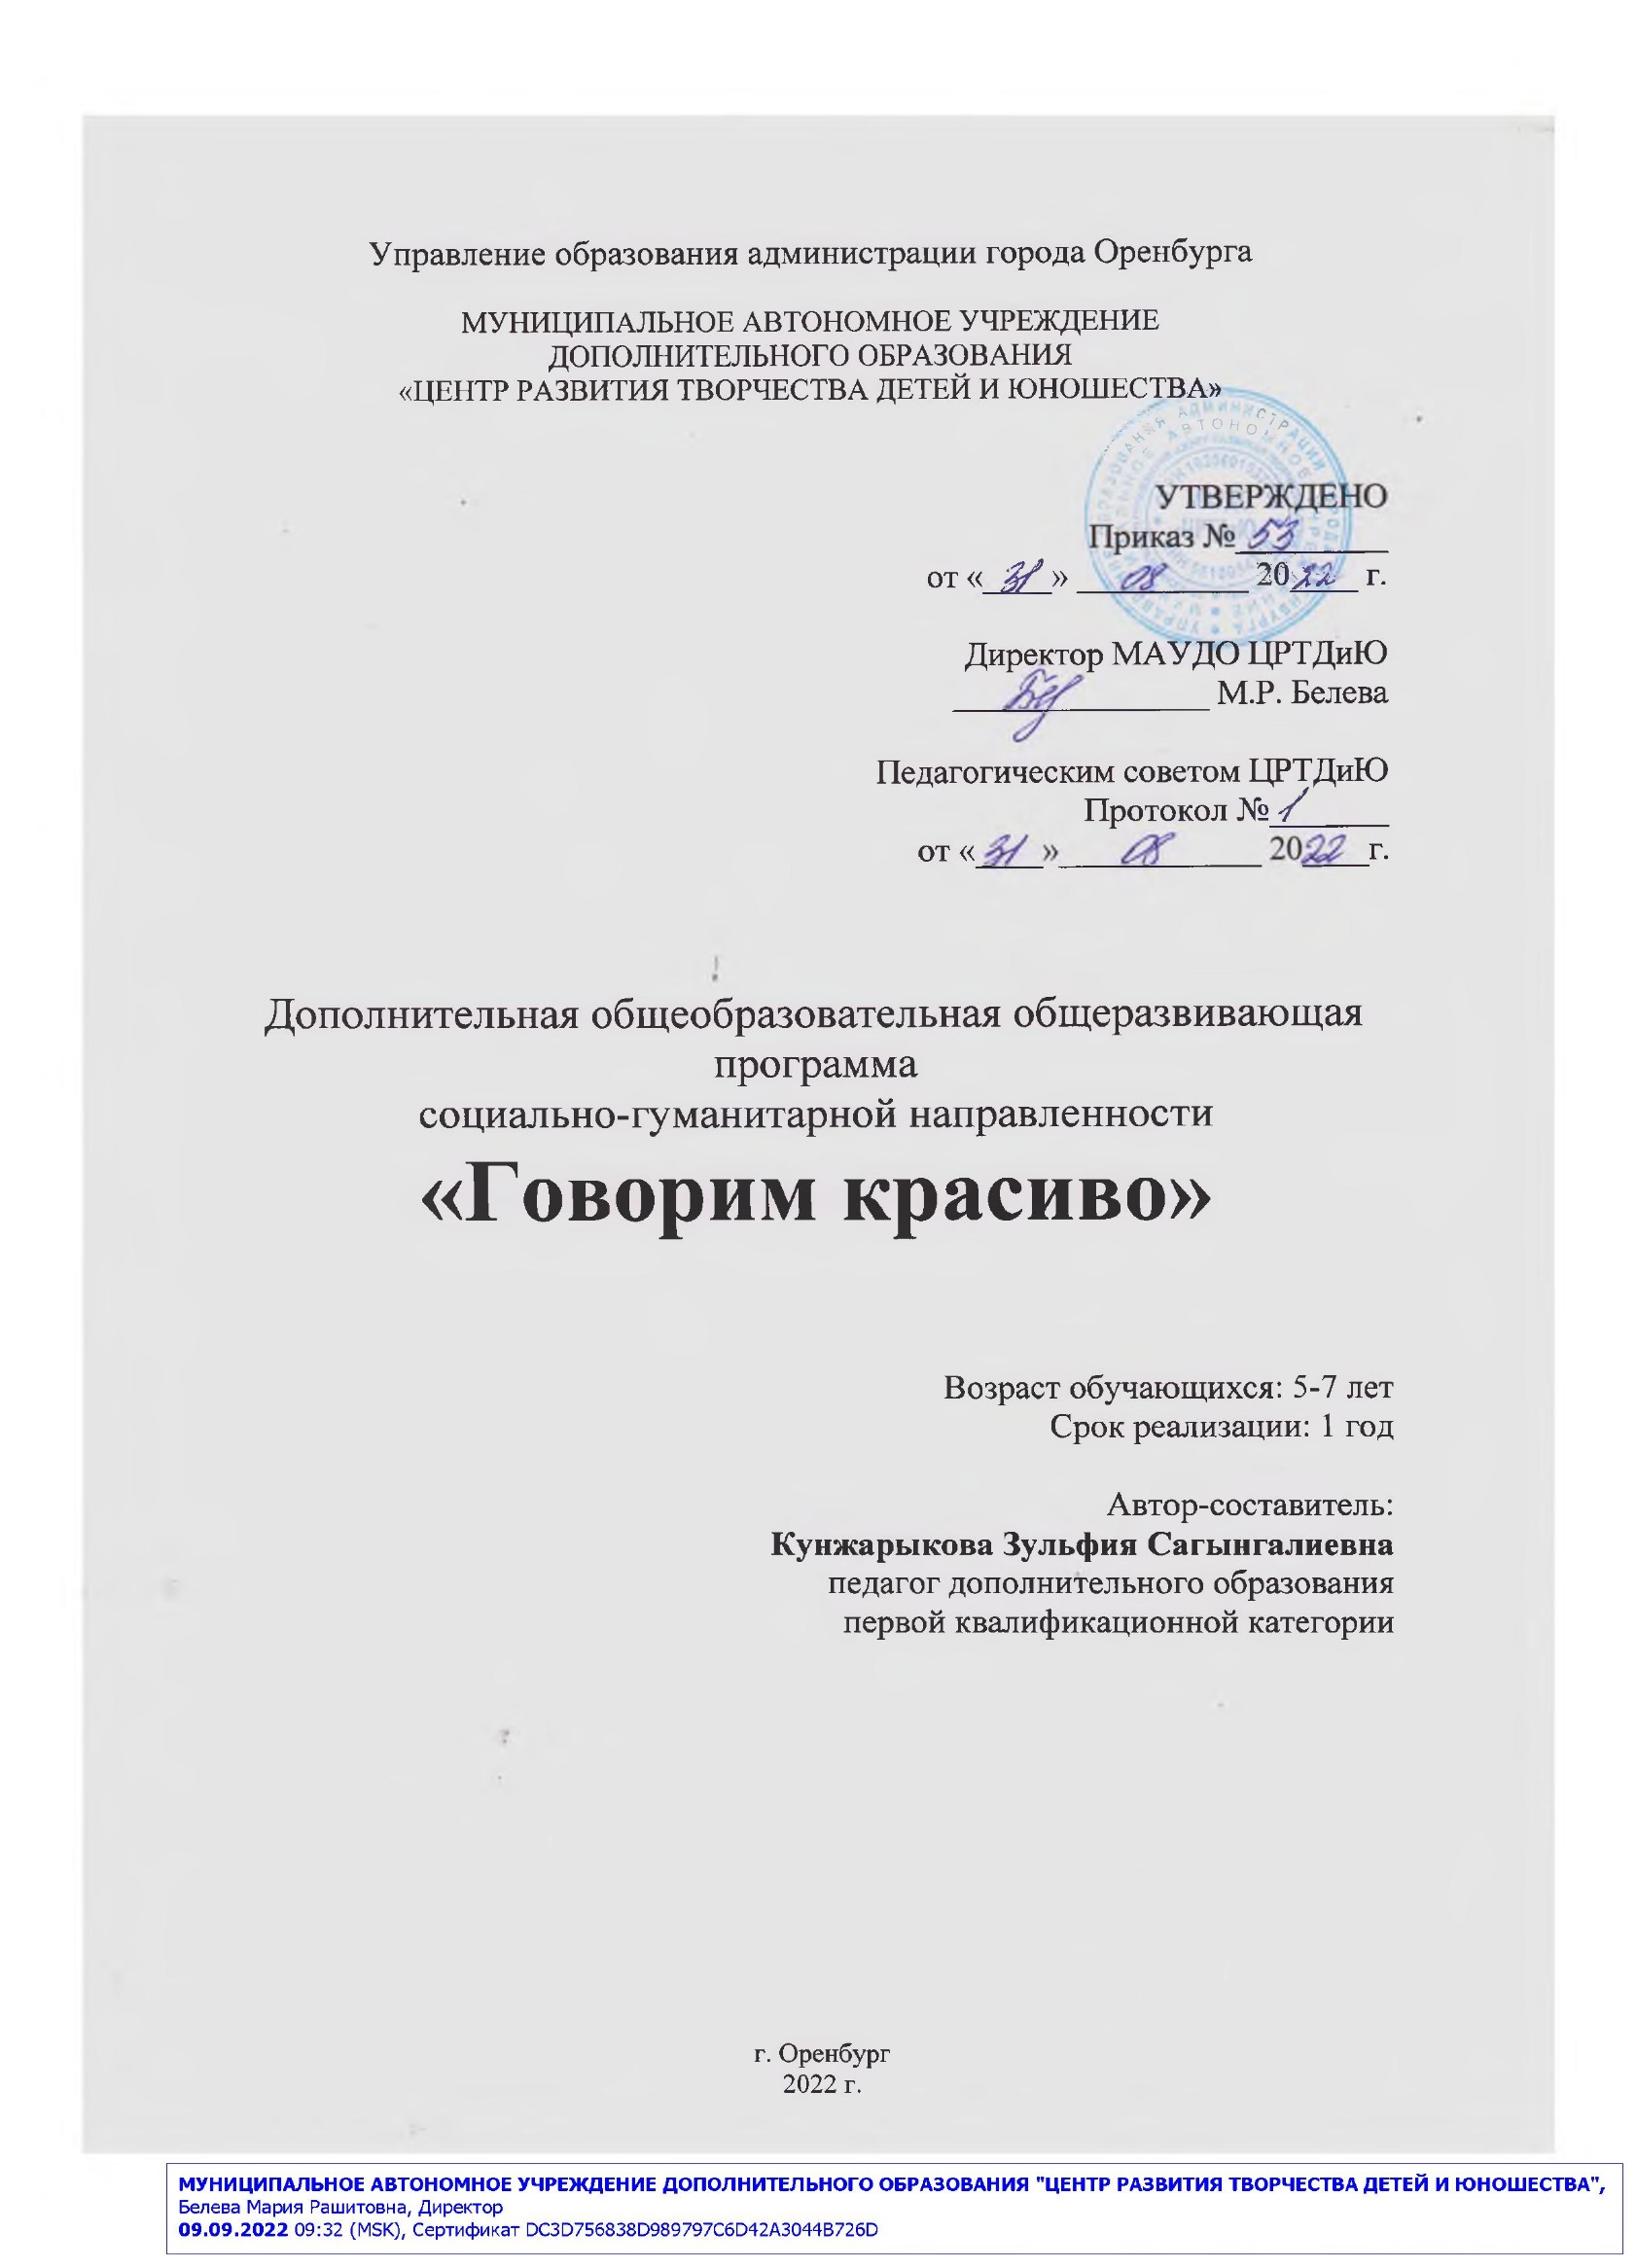 Управление образования администрации города Оренбурга
МУНИЦИПАЛЬНОЕ АВТОНОМНОЕ УЧРЕЖДЕНИЕ
ДОПОЛНИТЕЛЬНОГО ОБРАЗОВАНИЯ
«ЦЕНТР РАЗВИТИЯ ТВОРЧЕСТВА ДЕТЕЙ И ЮНОШЕСТВА»
УТВЕРЖДЕНО
Приказ № 53
от «31» 08 2022 г.
Директор МАУДО ЦРТДиЮ
М.Р. Белева
Педагогическим советом ЦРТДиЮ
Протокол № 1
от «31» 08 2022 г.
Дополнительная общеобразовательная общеразвивающая
программа
социально-гуманитарной направленности
«Говорим красиво»
Возраст обучающихся: 5-7 лет
Срок реализации: 1 год
Автор-составитель:
Кунжарыкова Зульфия Сагынгалиевна
педагог дополнительного образования
первой квалификационной категории
г. Оренбург
2022 г.
МУНИЦИПАЛЬНОЕ АВТОНОМНОЕ УЧРЕЖДЕНИЕ ДОПОЛНИТЕЛЬНОГО ОБРАЗОВАНИЯ "ЦЕНТР РАЗВИТИЯ ТВОРЧЕСТВА ДЕТЕЙ И ЮНОШЕСТВА",
Белева Мария Рашитовна, Директор
09.09.2022 09:32 (MSK), Сертификат DC3D756838D989797C6D42A3044B726D